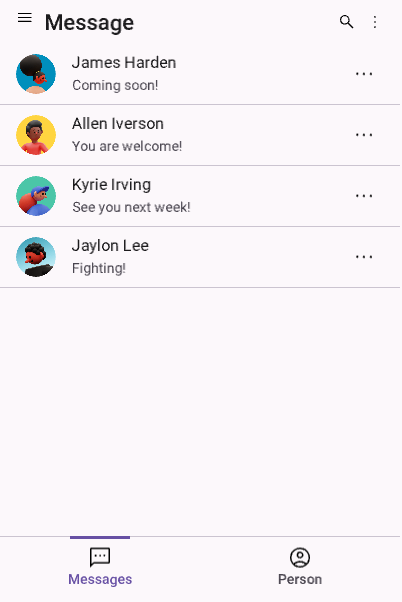 Message
James Harden
Coming soon!
Allen Iverson
You are welcome!
Kyrie Irving
See you next week!
Jaylon Lee
Fighting!
Messages
Person